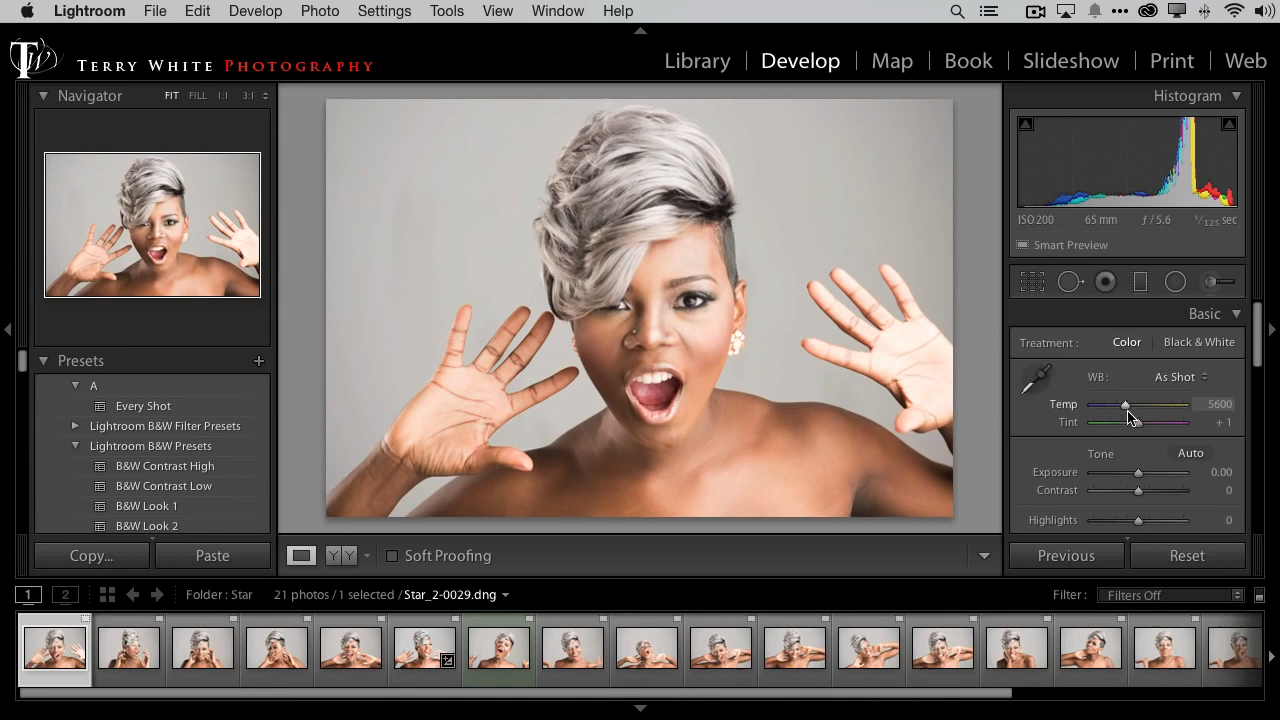 Lightroom File Edit Develop Photo Settings Tools View Window Help
TW TERRY WHITE PHOTOGRAPHY
Library Develop Map Book Slideshow Print Web
Navigator FIT FILL 1:1 3:1
Presets
A
Every Shot
Lightroom B&W Filter Presets
Lightroom B&W Presets
B&W Contrast High
B&W Contrast Low
B&W Look 1
B&W Look 2
Copy... Paste
Y Y Soft Proofing
Histogram
ISO 200 65 mm ƒ / 5.6 1/125 sec
Smart Preview
Basic
Treatment : Color Black & White
WB: As Shot
Temp 5600
Tint + 1
Tone Auto
Exposure 0.00
Contrast 0
Highlights 0
Previous Reset
1 2 Folder : Star 21 photos / 1 selected / Star_2-0029.dng Filter : Filters Off